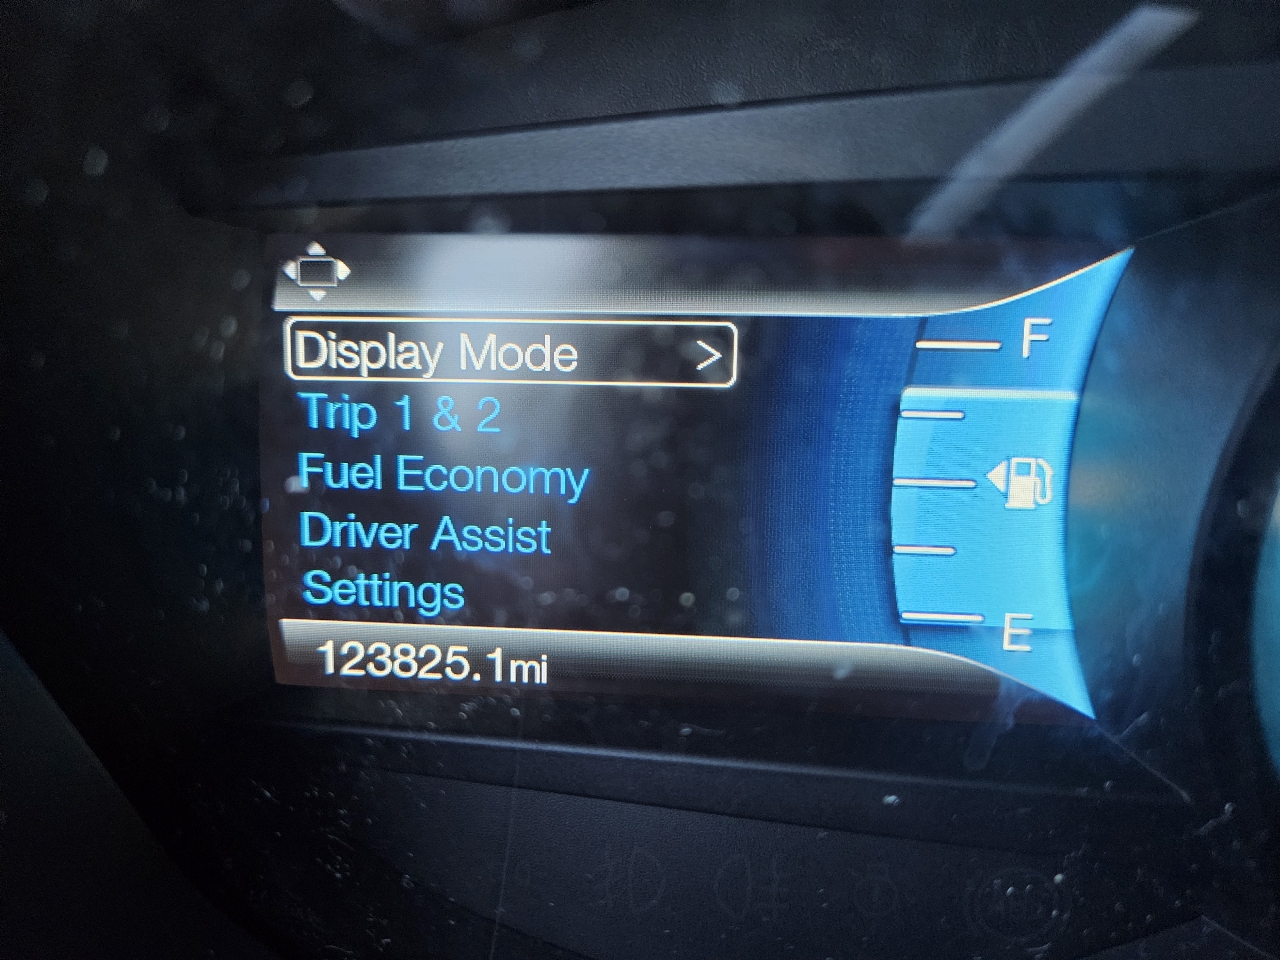 Display Mode >
Trip 1 & 2
Fuel Economy
Driver Assist
Settings
123825.1mi
F
E